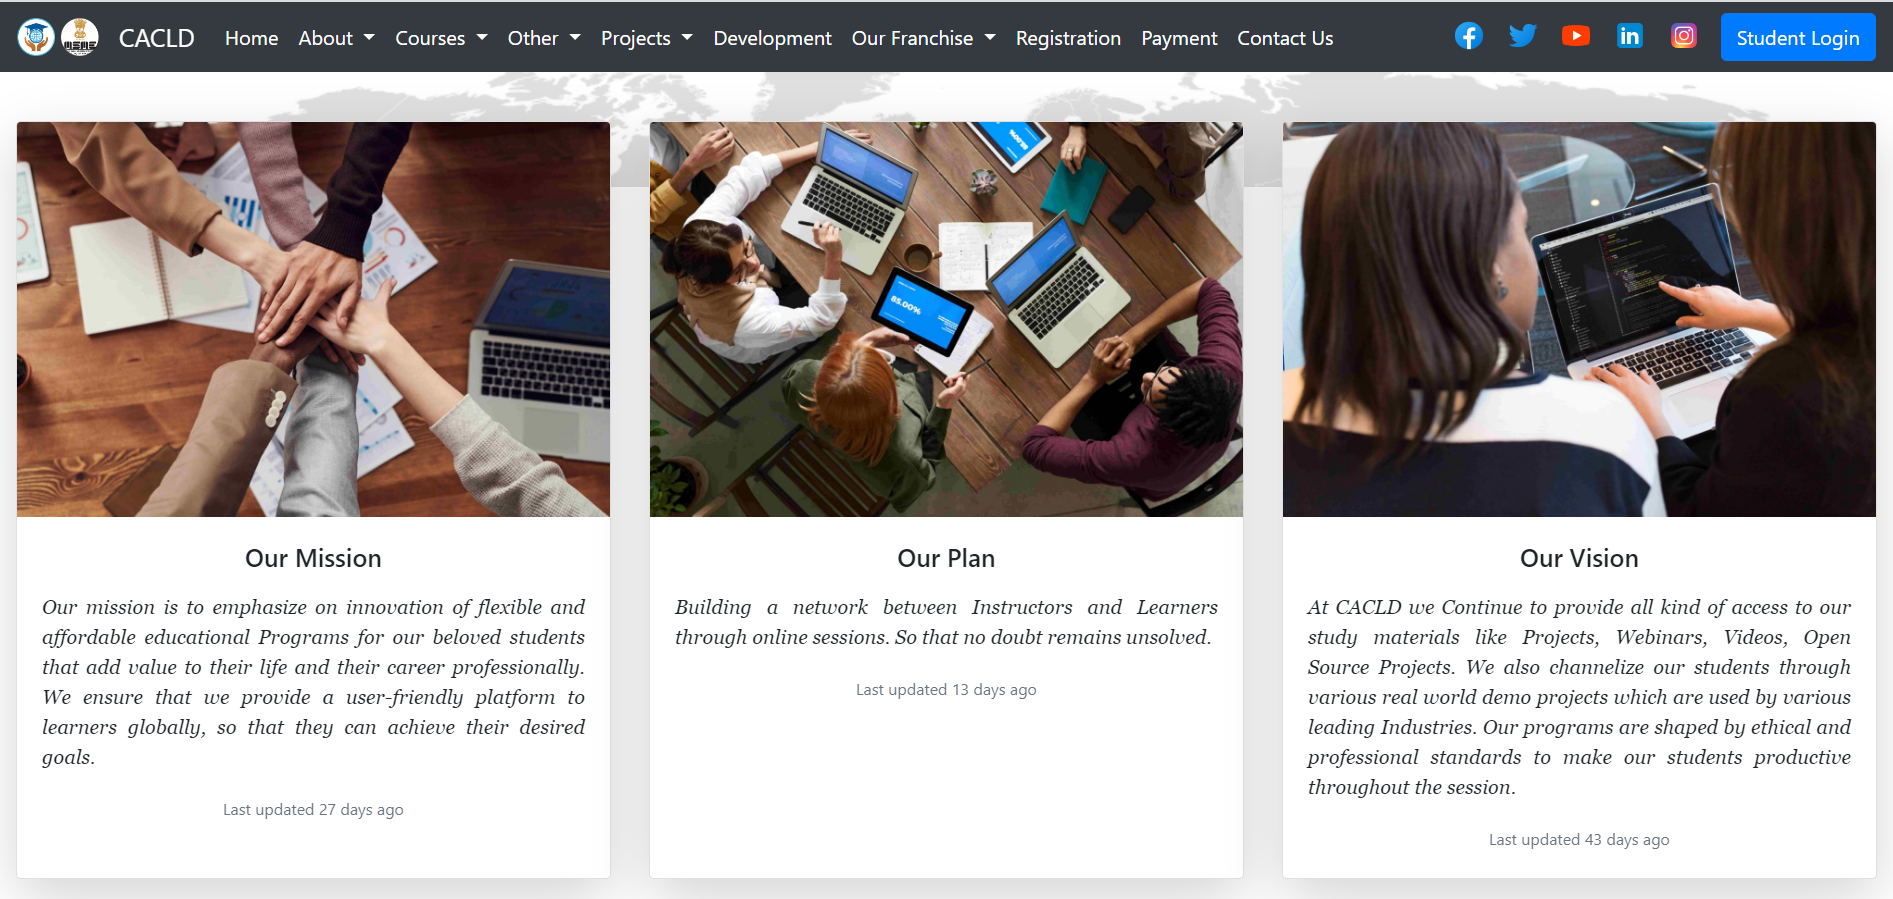 CACLD Home About Courses Other Projects Development Our Franchise Registration Payment Contact Us Student Login
85.00%
Our Mission
Our mission is to emphasize on innovation of flexible and
affordable educational Programs for our beloved students
that add value to their life and their career professionally.
We ensure that we provide a user-friendly platform to
learners globally, so that they can achieve their desired
goals.
Last updated 27 days ago
Our Plan
Building a network between Instructors and Learners
through online sessions. So that no doubt remains unsolved.
Last updated 13 days ago
Our Vision
At CACLD we Continue to provide all kind of access to our
study materials like Projects, Webinars, Videos, Open
Source Projects. We also channelize our students through
various real world demo projects which are used by various
leading Industries. Our programs are shaped by ethical and
professional standards to make our students productive
throughout the session.
Last updated 43 days ago